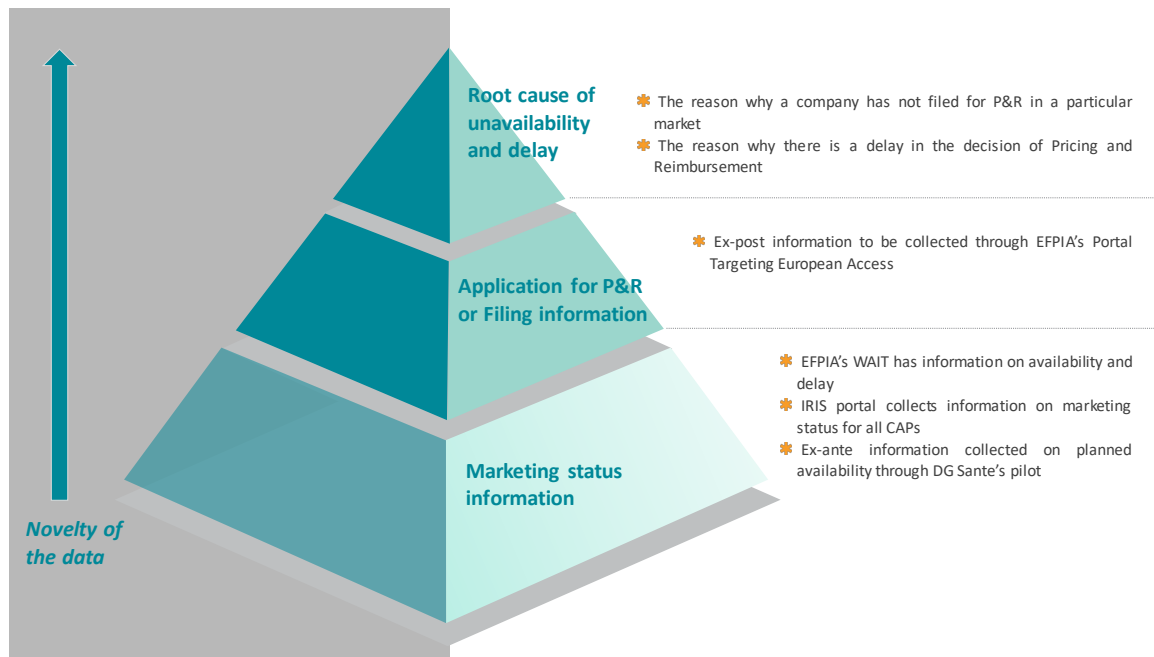 Root cause of
unavailability
and delay
The reason why a company has not filed for P&R in a particular
market
The reason why there is a delay in the decision of Pricing and
Reimbursement
Application for P&R
or Filing information
Ex-post information to be collected through EFPIA's Portal
Targeting European Access
Marketing status
information
EFPIA's WAIT has information on availability and
delay
IRIS portal collects information on marketing
status for all CAPs
Ex-ante information collected on planned
availability through DG Sante's pilot
Novelty of
the data